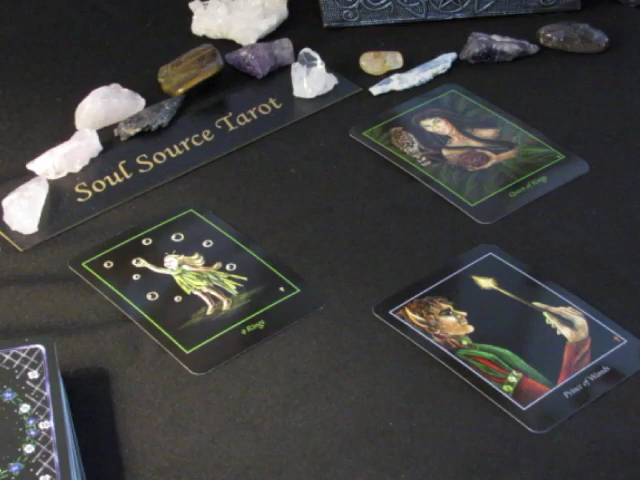 Soul Source Tarot
Queen of Rings
9 Rings
Prince of Wands